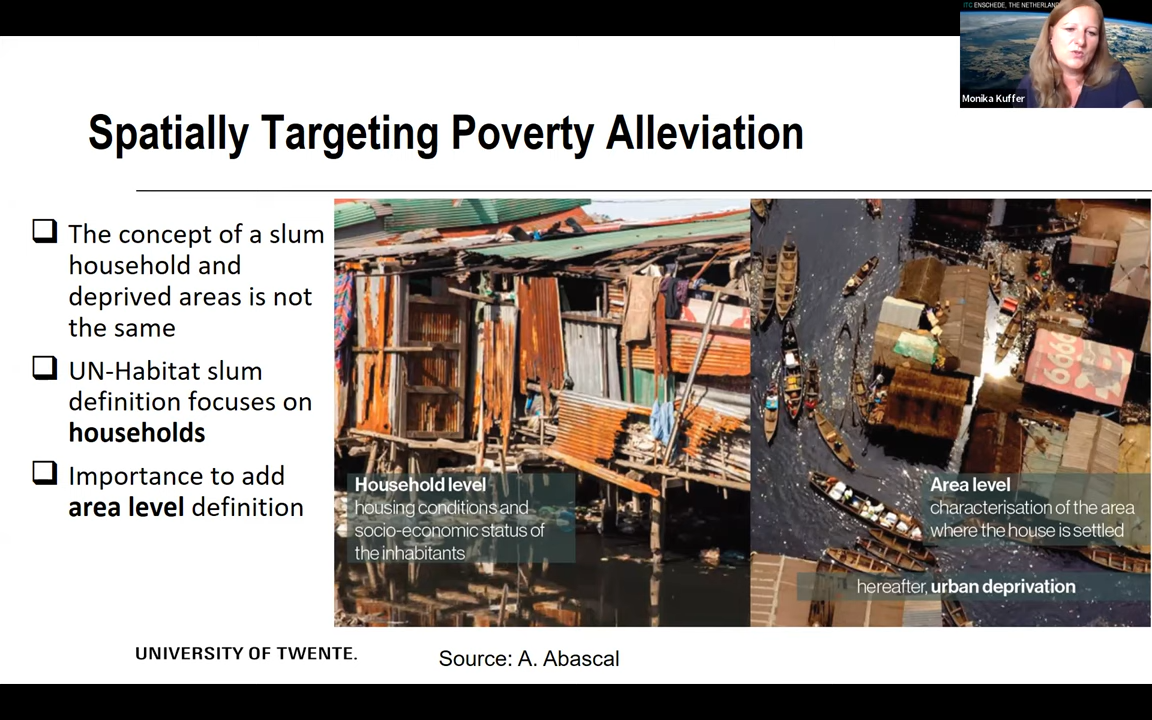 ITC ENSCHEDE, THE NETHERLAND
Monika Kuffer
Spatially Targeting Poverty Alleviation
The concept of a slum
household and
deprived areas is not
the same
UN-Habitat slum
definition focuses on
households
Importance to add
area level definition
Household level
housing conditions and
socio-economic status of
the inhabitants
Area level
characterisation of the area
where the house is settled
hereafter, urban deprivation
UNIVERSITY OF TWENTE.
Source: A. Abascal